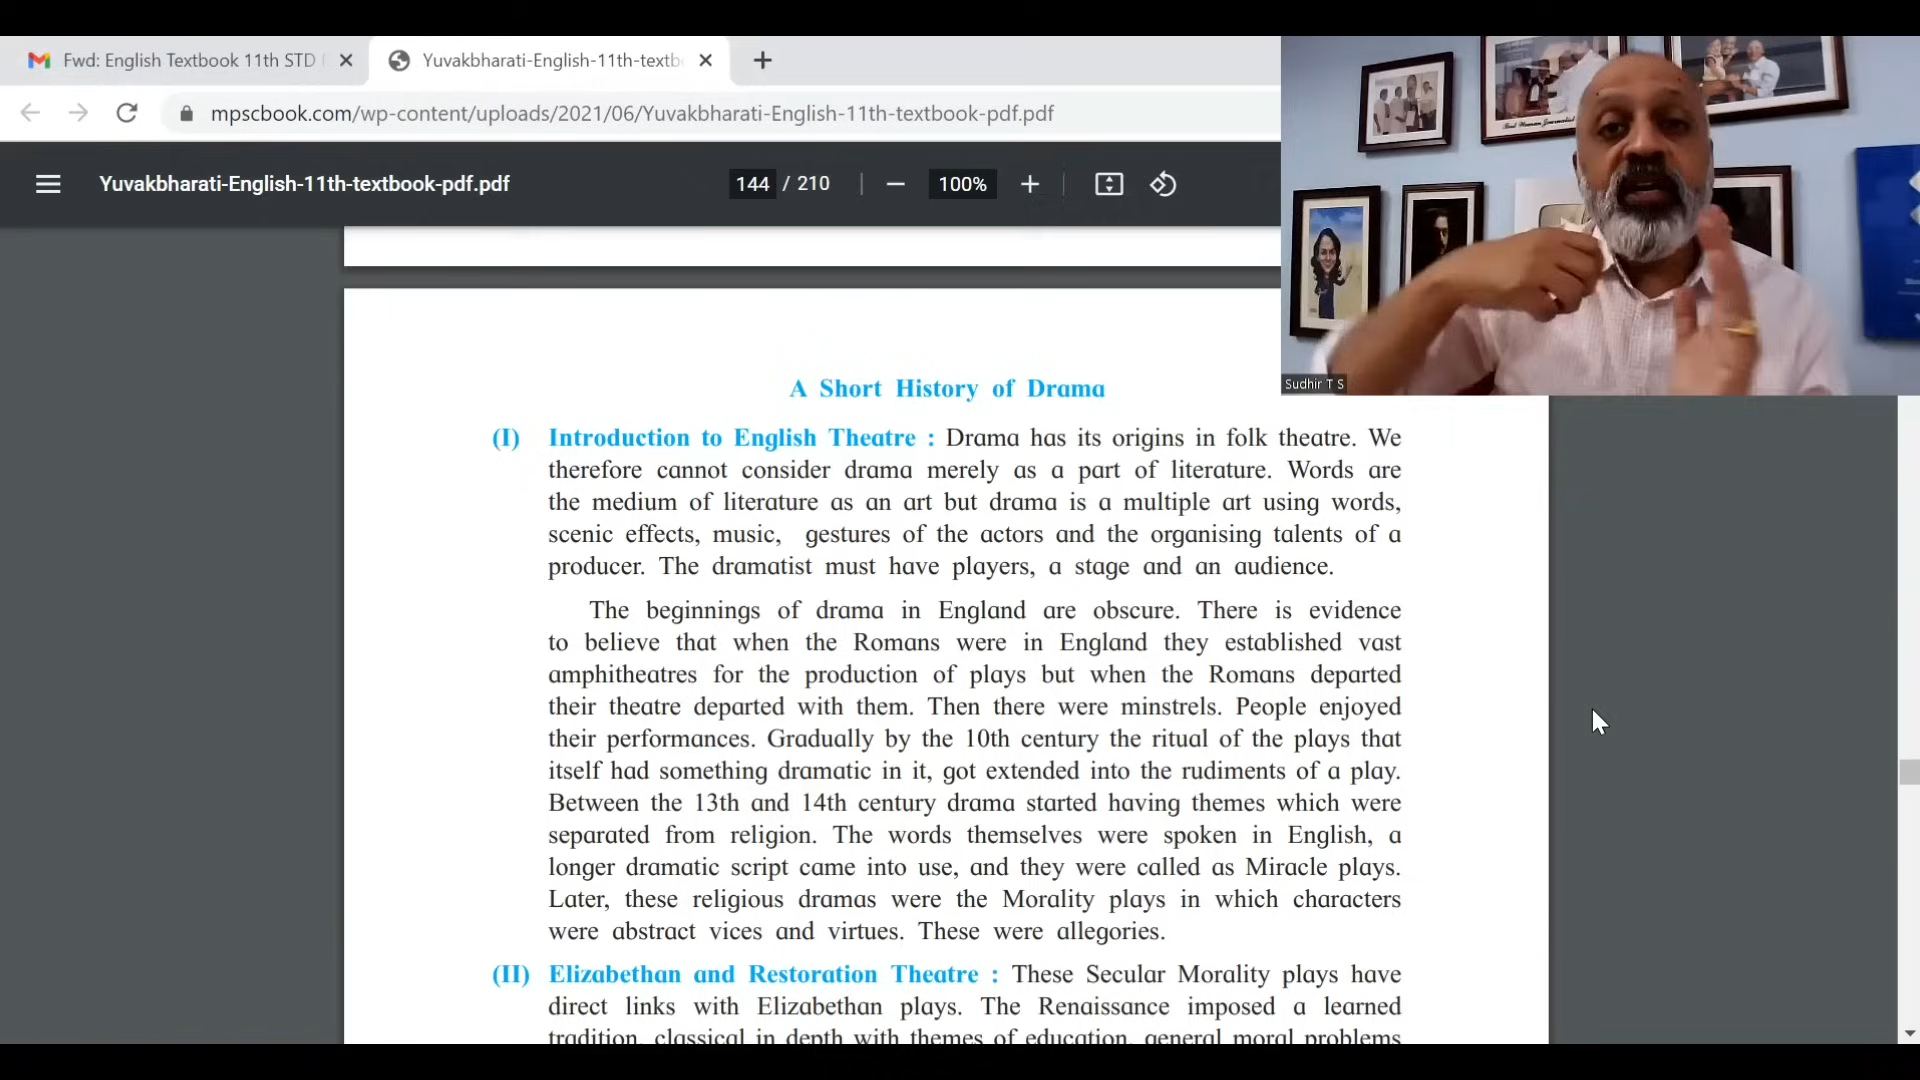 Fwd: English Textbook 11th STD
Yuvakbharati-English-11th-textb
mpscbook.com/wp-content/uploads/2021/06/Yuvakbharati-English-11th-textbook-pdf.pdf
Yuvakbharati-English-11th-textbook-pdf.pdf
144 / 210
100%
Sudhir T S
A Short History of Drama
(I) Introduction to English Theatre : Drama has its origins in folk theatre. We
therefore cannot consider drama merely as a part of literature. Words are
the medium of literature as an art but drama is a multiple art using words,
scenic effects, music, gestures of the actors and the organising talents of a
producer. The dramatist must have players, a stage and an audience.
The beginnings of drama in England are obscure. There is evidence
to believe that when the Romans were in England they established vast
amphitheatres for the production of plays but when the Romans departed
their theatre departed with them. Then there were minstrels. People enjoyed
their performances. Gradually by the 10th century the ritual of the plays that
itself had something dramatic in it, got extended into the rudiments of a play.
Between the 13th and 14th century drama started having themes which were
separated from religion. The words themselves were spoken in English, a
longer dramatic script came into use, and they were called as Miracle plays.
Later, these religious dramas were the Morality plays in which characters
were abstract vices and virtues. These were allegories.
(II) Elizabethan and Restoration Theatre : These Secular Morality plays have
direct links with Elizabethan plays. The Renaissance imposed a learned
tradition, classical in depth with themes of education, general moral problems